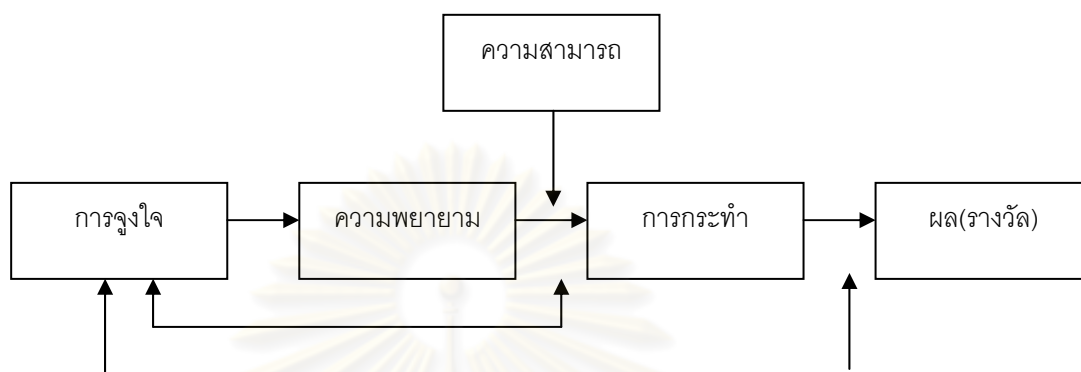 ความสามารถ
การจูงใจ
ความพยายาม
การกระทำ
ผล(รางวัล)